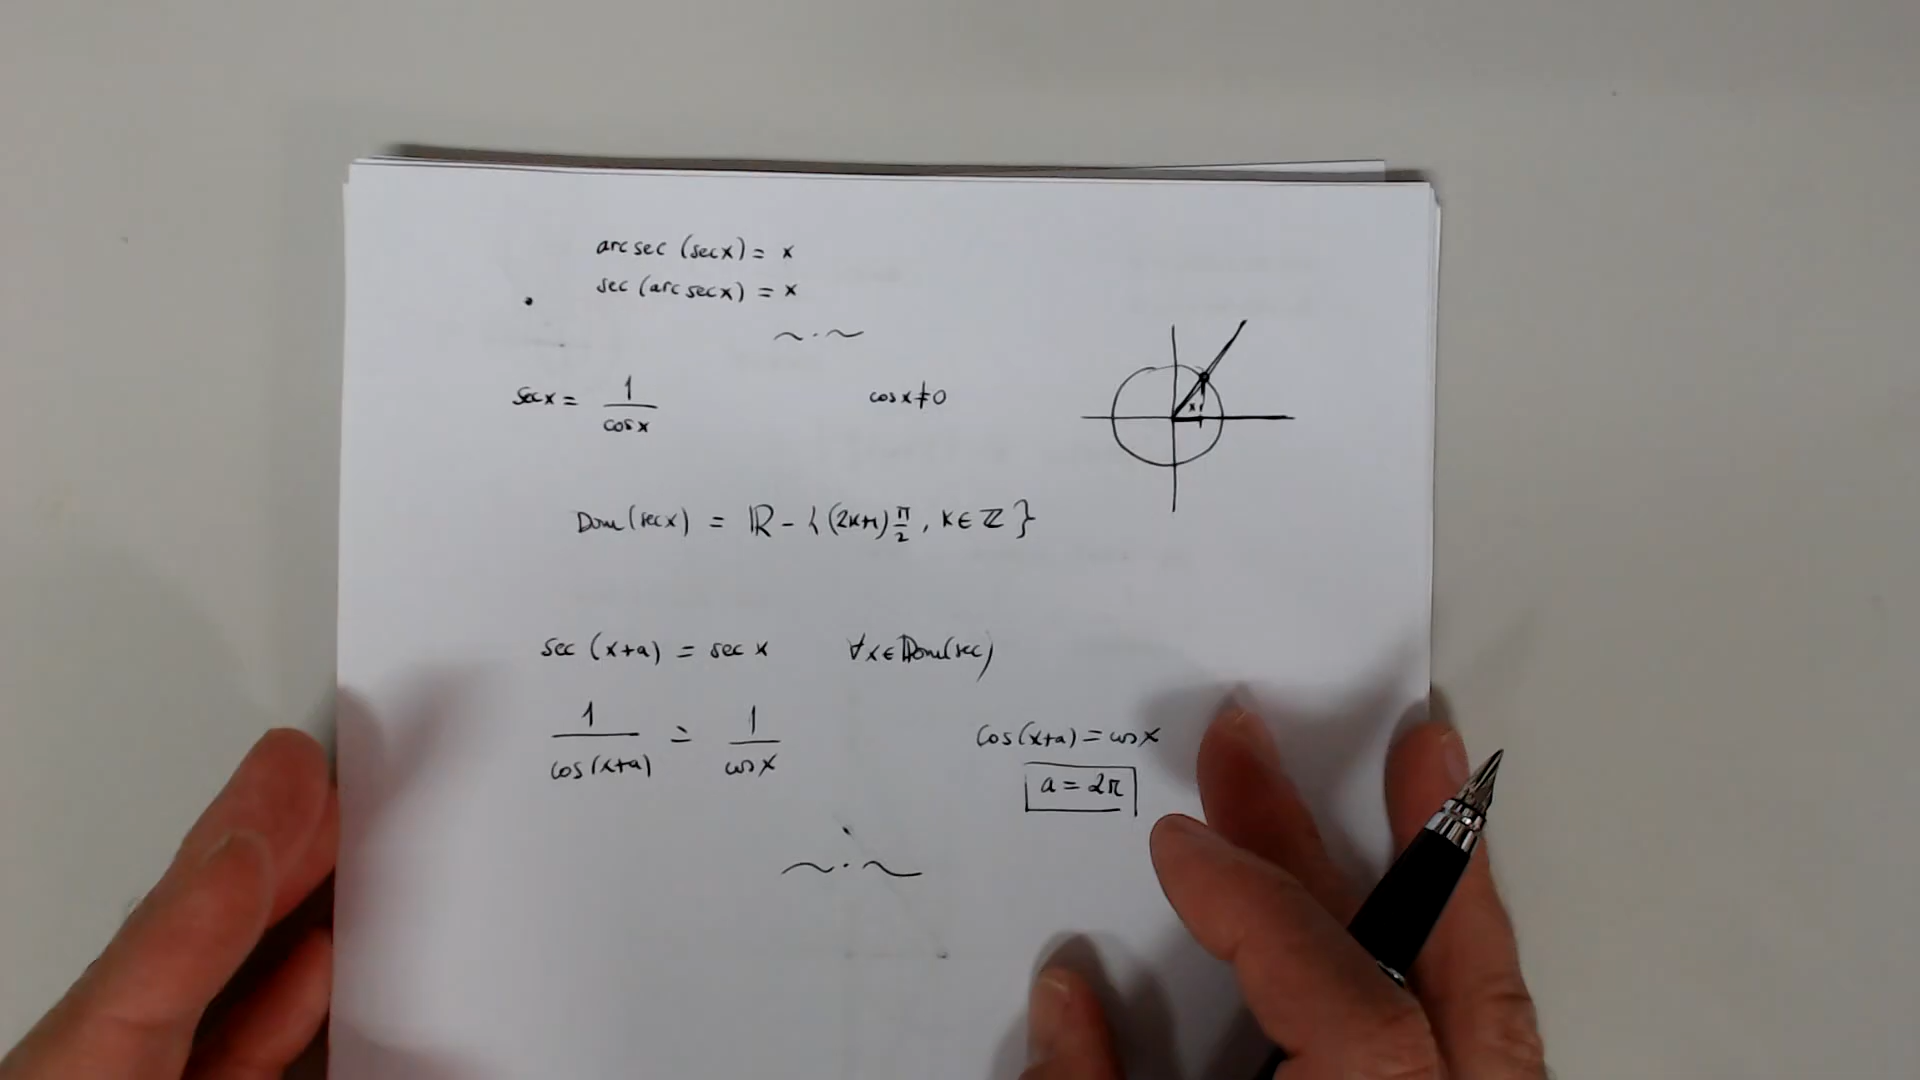 arcsec (secx) = x
sec (arcsecx) = x
~·~
secx = 1/cosx    cosx≠0
x
Dom(secx) = ℝ - {(2k+1) π/2, k∈ℤ}
sec (x+a) = sec x    ∀x∈Dom(sec)
1/cos(x+a) = 1/cosx    cos(x+a) = cosx
a = 2π
~·~